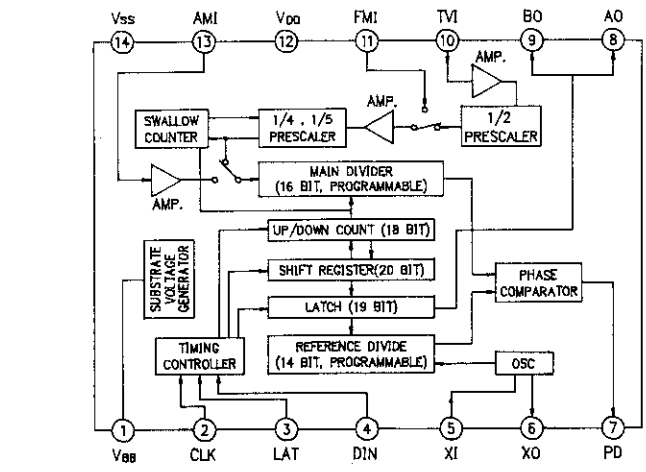 VSS AMI VDD FMI TVI BO AO
14 13 12 11 10 9 8
AMP.
AMP.
SWALLOW
COUNTER
1/4 , 1/5
PRESCALER
1/2
PRESCALER
AMP.
MAIN DIVIDER
(16 BIT, PROGRAMMABLE)
UP/DOWN COUNT (18 BIT)
SUBSTRATE
VOLTAGE
GENERATOR
SHIFT REGISTER(20 BIT)
PHASE
COMPARATOR
LATCH (19 BIT)
TIMING
CONTROLLER
REFERENCE DIVIDE
(14 BIT, PROGRAMMABLE)
OSC
1 2 3 4 5 6 7
VBB CLK LAT DIN XI XO PD